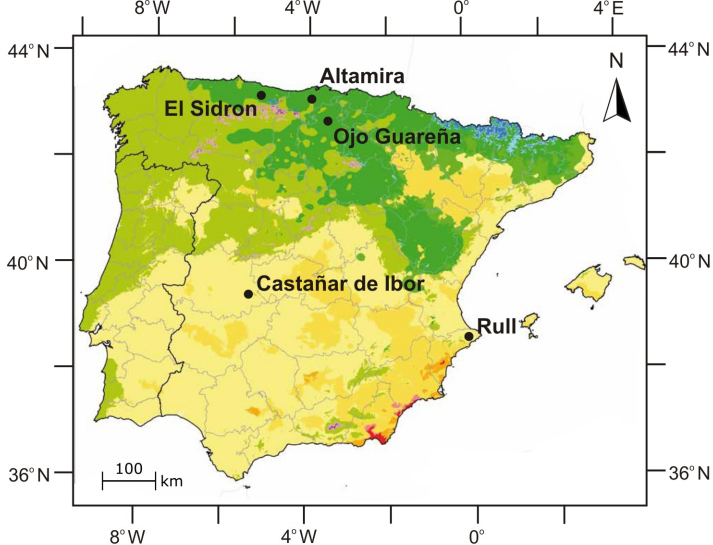 8°W 4°W 0° 4°E
44°N 44°N
N
Altamira
El Sidron
Ojo Guareña
40°N 40°N
Castañar de Ibor
Rull
100
km
36°N 36°N
8°W 4°W 0°